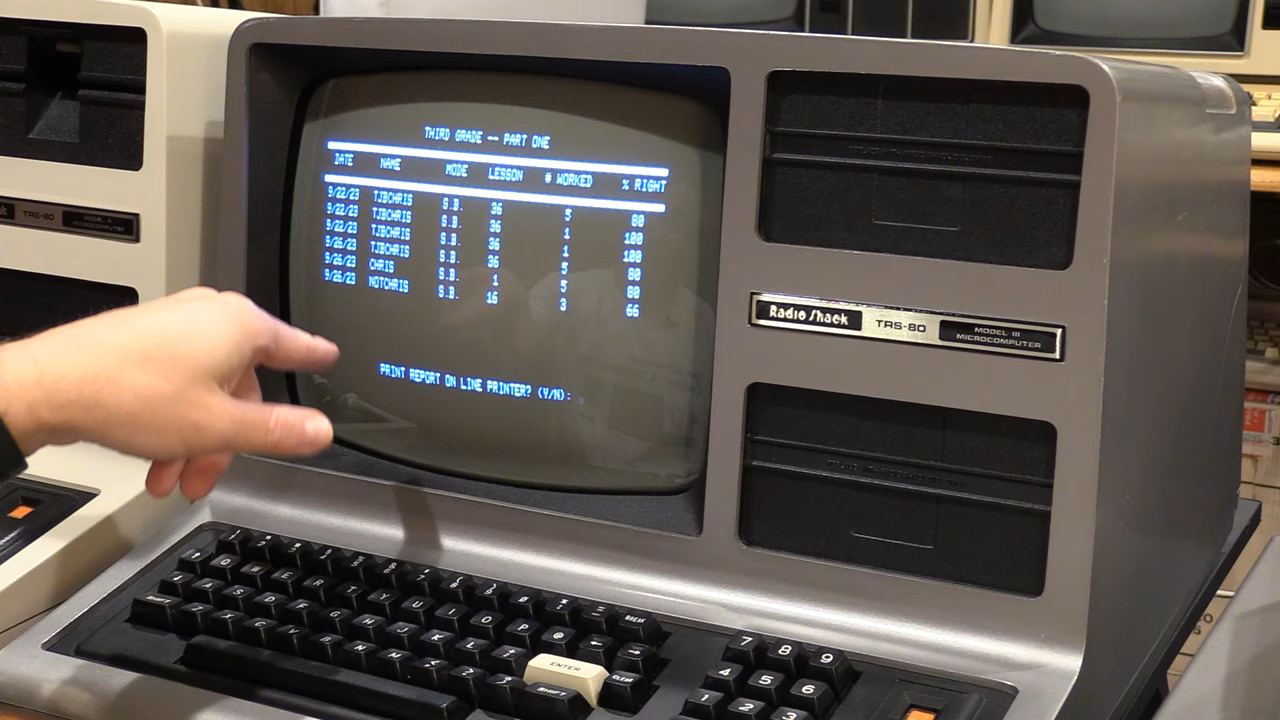 THIRD GRADE -- PART ONE
DATE NAME MODE LESSON # WORKED % RIGHT
9/22/23 TJBCHRIS S.B. 36 5 80
9/22/23 TJBCHRIS S.B. 36 1 100
9/22/23 TJBCHRIS S.B. 36 1 100
9/26/23 TJBCHRIS S.B. 36 5 80
9/26/23 CHRIS S.B. 1 5 80
9/26/23 NOTCHRIS S.B. 16 3 66
PRINT REPORT ON LINE PRINTER? (Y/N):
Radio Shack TRS-80 MODEL III
MICROCOMPUTER
TRS-80
MICROCOMPUTER
BREAK
E R T Y U I O P @
A S D F G H J K L
ENTER
CLEAR
SHIFT
SHIFT
7 8 9
4 5 6
1 2 3